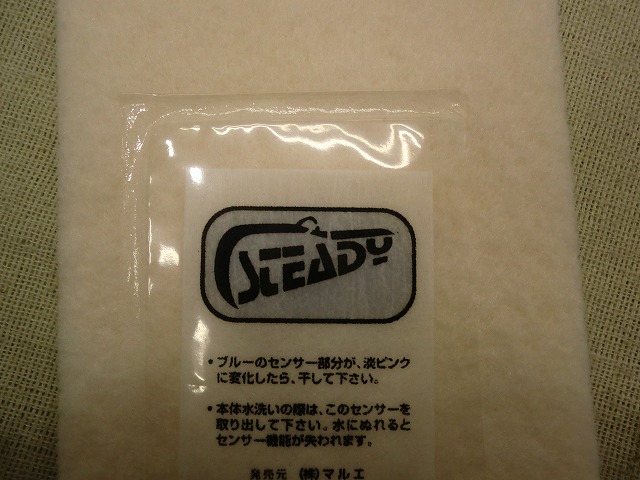 STEADY
・ブルーのセンサー部分が、淡ピンク
に変化したら、干して下さい。
・本体水洗いの際は、このセンサーを
取り出して下さい。水にぬれると
センサー機能が失われます。
発売元 (株)マルエ